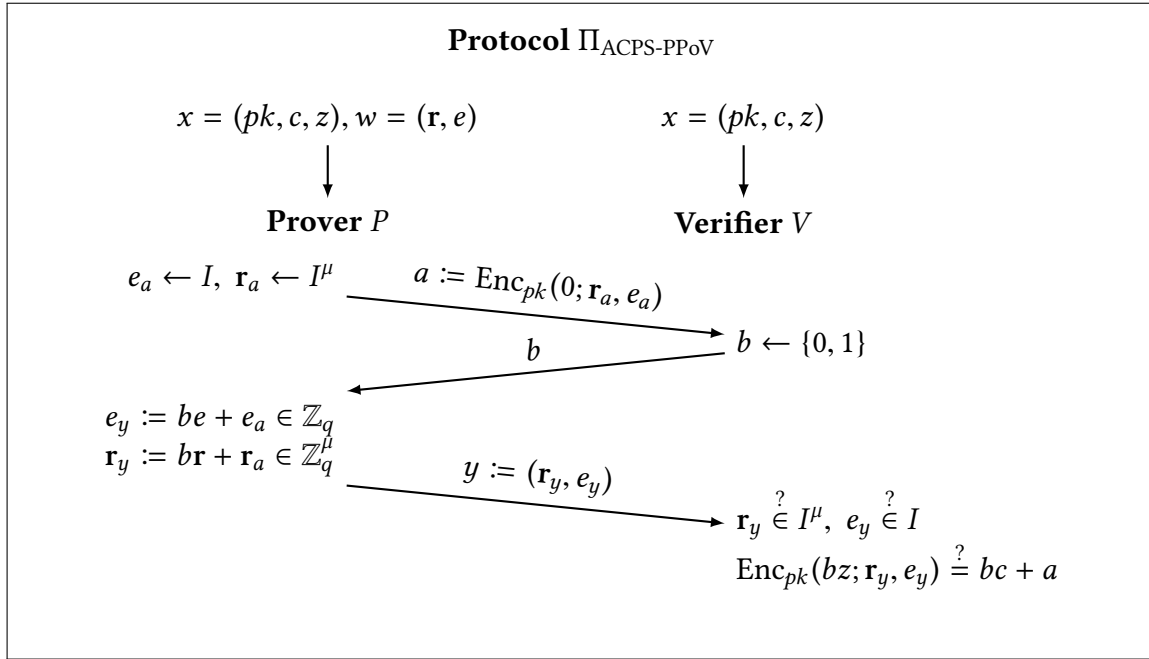 Protocol Π_ACPS-PPoV
x = (pk, c, z), w = (r, e)
x = (pk, c, z)
Prover P
Verifier V
e_a ← I, r_a ← I^μ
a := Enc_pk(0; r_a, e_a)
b ← {0, 1}
b
e_y := be + e_a ∈ ℤ_q
r_y := br + r_a ∈ ℤ_q^μ
y := (r_y, e_y)
r_y ∈^? I^μ, e_y ∈^? I
Enc_pk(bz; r_y, e_y) =^? bc + a